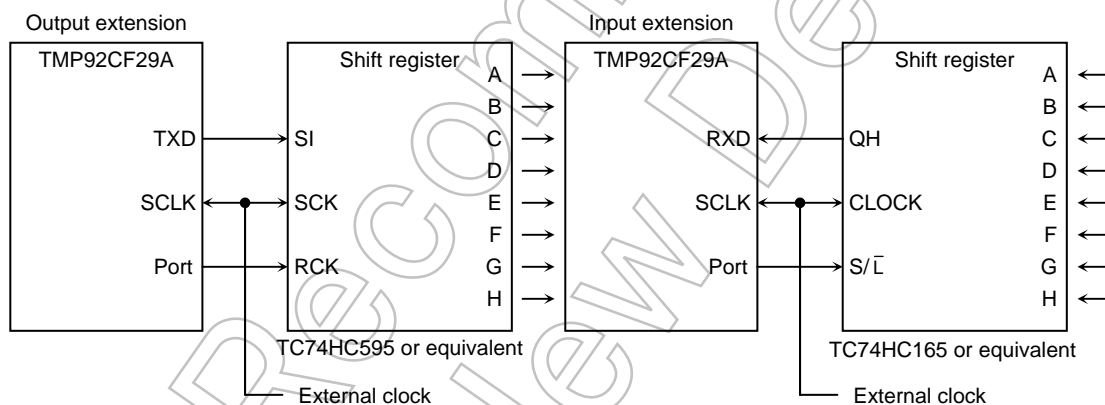 Output extension
TMP92CF29A
TXD
SCLK
Port
Shift register
SI
SCK
RCK
A
B
C
D
E
F
G
H
TC74HC595 or equivalent
External clock
Input extension
TMP92CF29A
RXD
SCLK
Port
Shift register
QH
CLOCK
S/L̅
A
B
C
D
E
F
G
H
TC74HC165 or equivalent
External clock